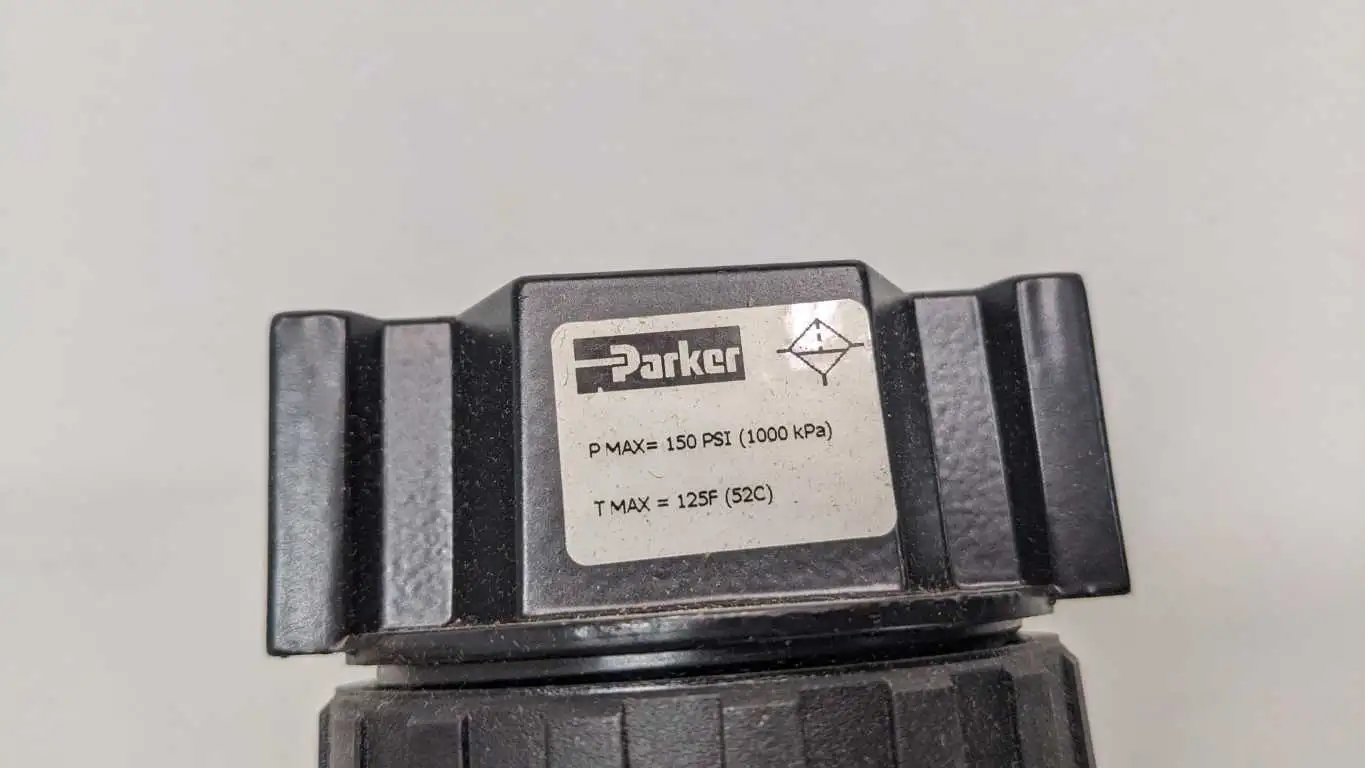 Parker
P MAX= 150 PSI (1000 kPa)
T MAX = 125F (52C)